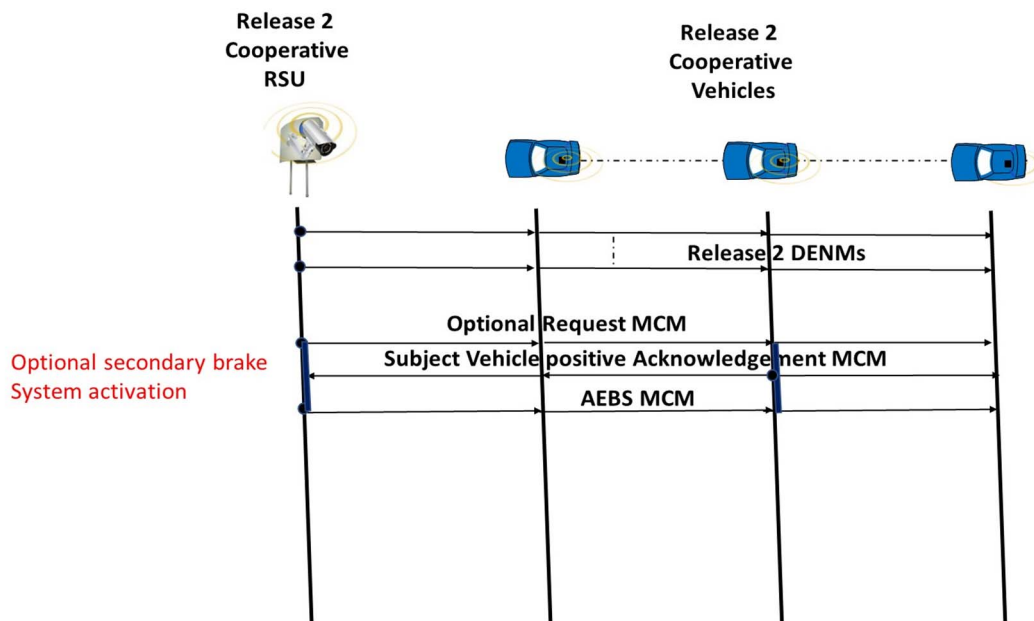 Release 2
Cooperative
RSU
Release 2
Cooperative
Vehicles
Release 2 DENMs
Optional Request MCM
Optional secondary brake
System activation
Subject Vehicle positive Acknowledgement MCM
AEBS MCM